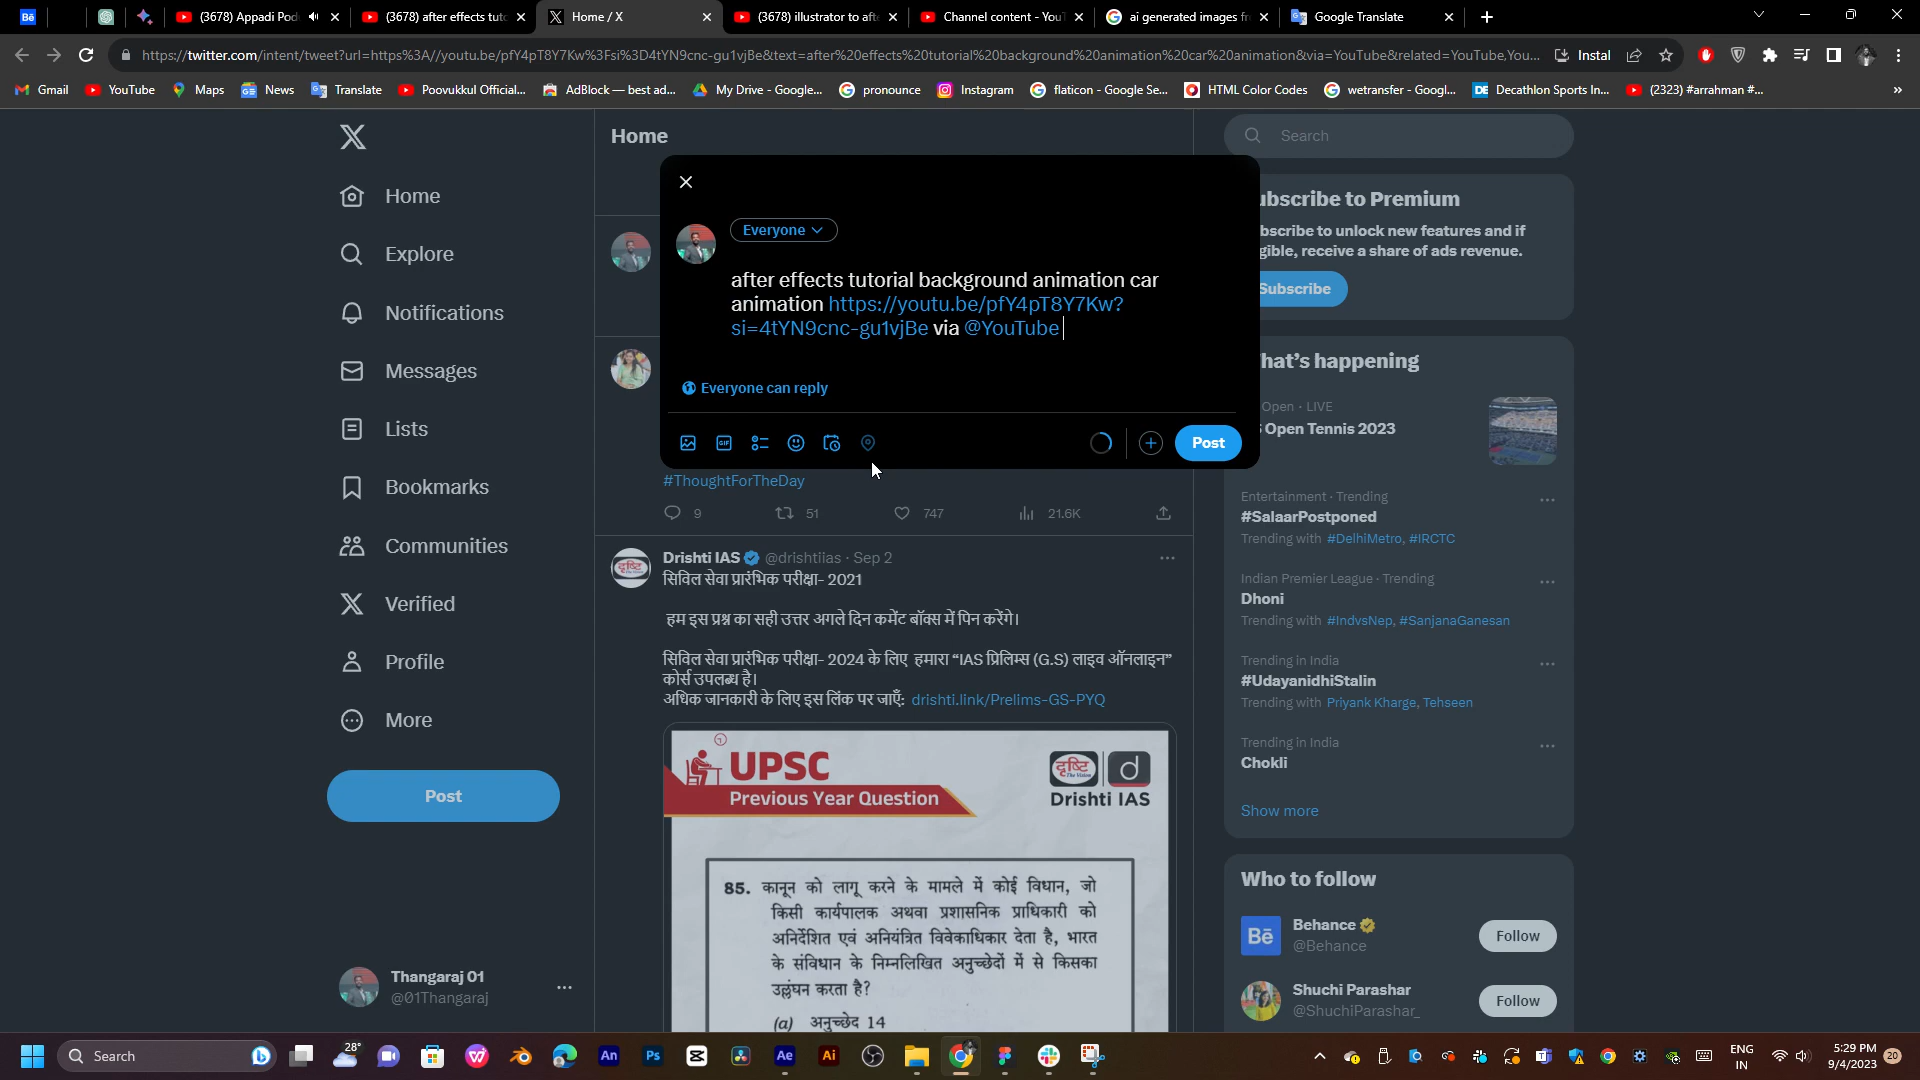 (3678) Appadi Pod
(3678) after effects tuto
Home / X
(3678) illustrator to aft
Channel content - YouT
ai generated images fr
Google Translate
https://twitter.com/intent/tweet?url=https%3A//youtu.be/pfY4pT8Y7Kw%3Fsi%3D4tYN9cnc-gu1vjBe&text=after%20effects%20tutorial%20background%20animation%20car%20animation&via=YouTube&related=YouTube,You...
Instal
Gmail
YouTube
Maps
News
Translate
Poovukkul Official...
AdBlock — best ad...
My Drive - Google...
pronounce
Instagram
flaticon - Google Se...
HTML Color Codes
wetransfer - Googl...
Decathlon Sports In...
(2323) #arrahman #...
Home
Explore
Notifications
Messages
Lists
Bookmarks
Communities
Verified
Profile
More
Post
Thangaraj 01
@01Thangaraj
Home
Everyone
after effects tutorial background animation car
animation https://youtu.be/pfY4pT8Y7Kw?
si=4tYN9cnc-gu1vjBe via @YouTube
Everyone can reply
GIF
Post
#ThoughtForTheDay
9 51 747 21.6K
Drishti IAS @drishtiias · Sep 2
सिविल सेवा प्रारंभिक परीक्षा- 2021
हम इस प्रश्न का सही उत्तर अगले दिन कमेंट बॉक्स में पिन करेंगे।
सिविल सेवा प्रारंभिक परीक्षा- 2024 के लिए हमारा “IAS प्रिलिम्स (G.S) लाइव ऑनलाइन”
कोर्स उपलब्ध है।
अधिक जानकारी के लिए इस लिंक पर जाएँ: drishti.link/Prelims-GS-PYQ
UPSC
Previous Year Question
दृष्टि
The Vision
d
Drishti IAS
85. कानून को लागू करने के मामले में कोई विधान, जो
किसी कार्यपालक अथवा प्रशासनिक प्राधिकारी को
अनिर्देशित एवं अनियंत्रित विवेकाधिकार देता है, भारत
के संविधान के निम्नलिखित अनुच्छेदों में से किसका
उल्लंघन करता है?
(a) अनुच्छेद 14
Search
ubscribe to Premium
bscribe to unlock new features and if
gible, receive a share of ads revenue.
Subscribe
hat’s happening
Open · LIVE
S Open Tennis 2023
Entertainment · Trending
#SalaarPostponed
Trending with #DelhiMetro, #IRCTC
Indian Premier League · Trending
Dhoni
Trending with #IndvsNep, #SanjanaGanesan
Trending in India
#UdayanidhiStalin
Trending with Priyank Kharge, Tehseen
Trending in India
Chokli
Show more
Who to follow
Behance
@Behance
Follow
Shuchi Parashar
@ShuchiParashar_
Follow
Search
28°
ENG
IN
5:29 PM
9/4/2023
20